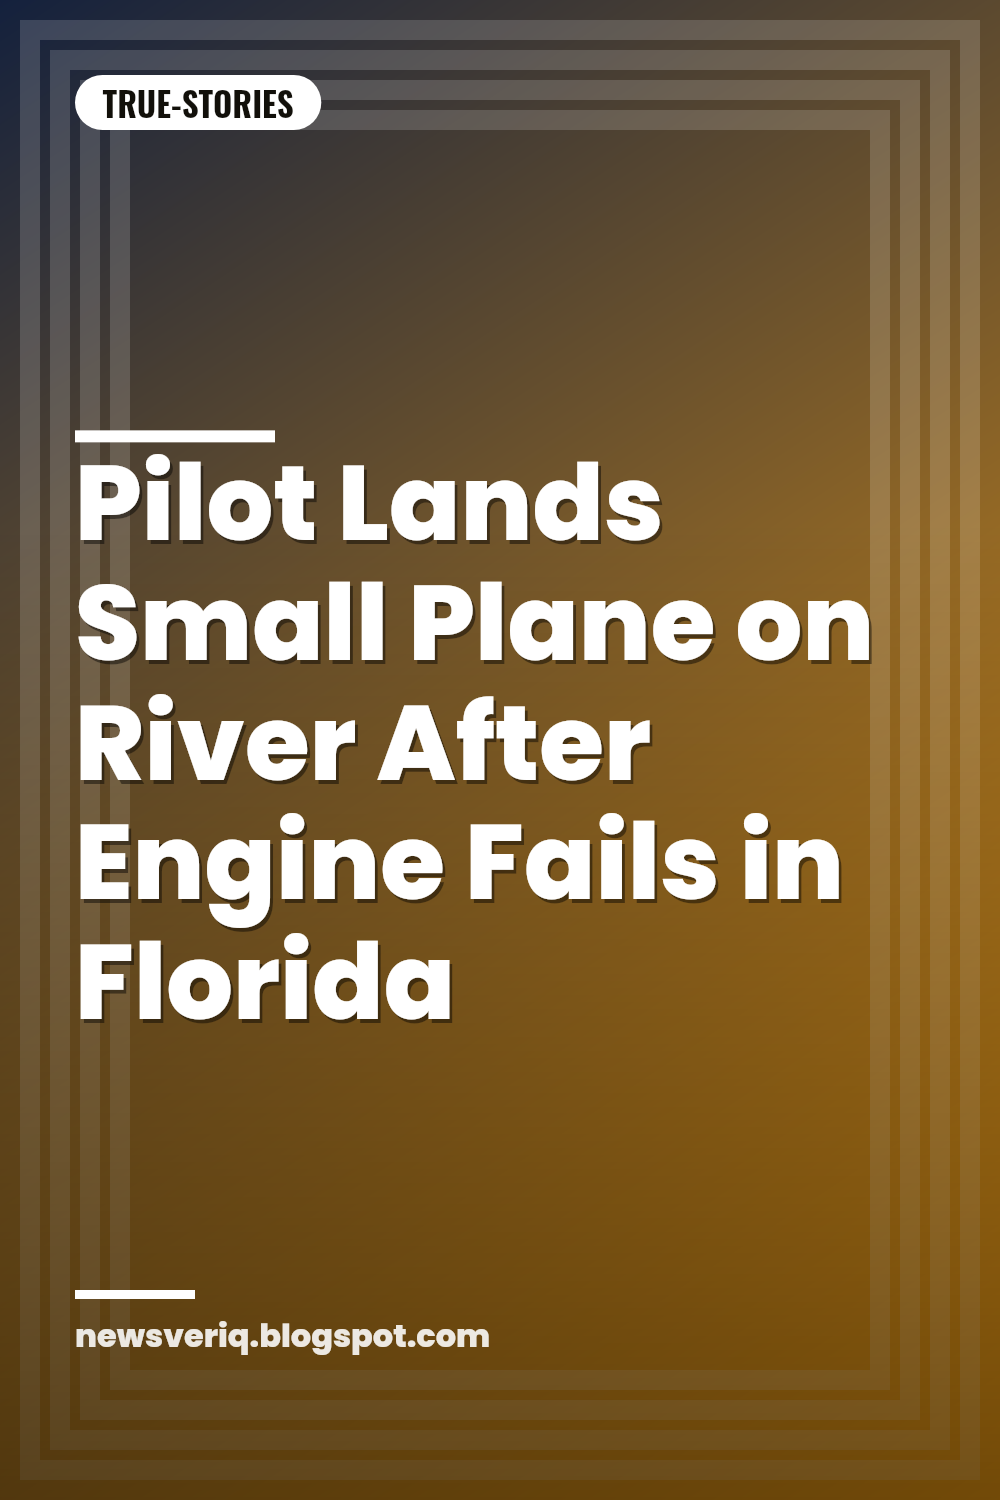 TRUE-STORIES
Pilot Lands
Small Plane on
River After
Engine Fails in
Florida
newsveriq.blogspot.com